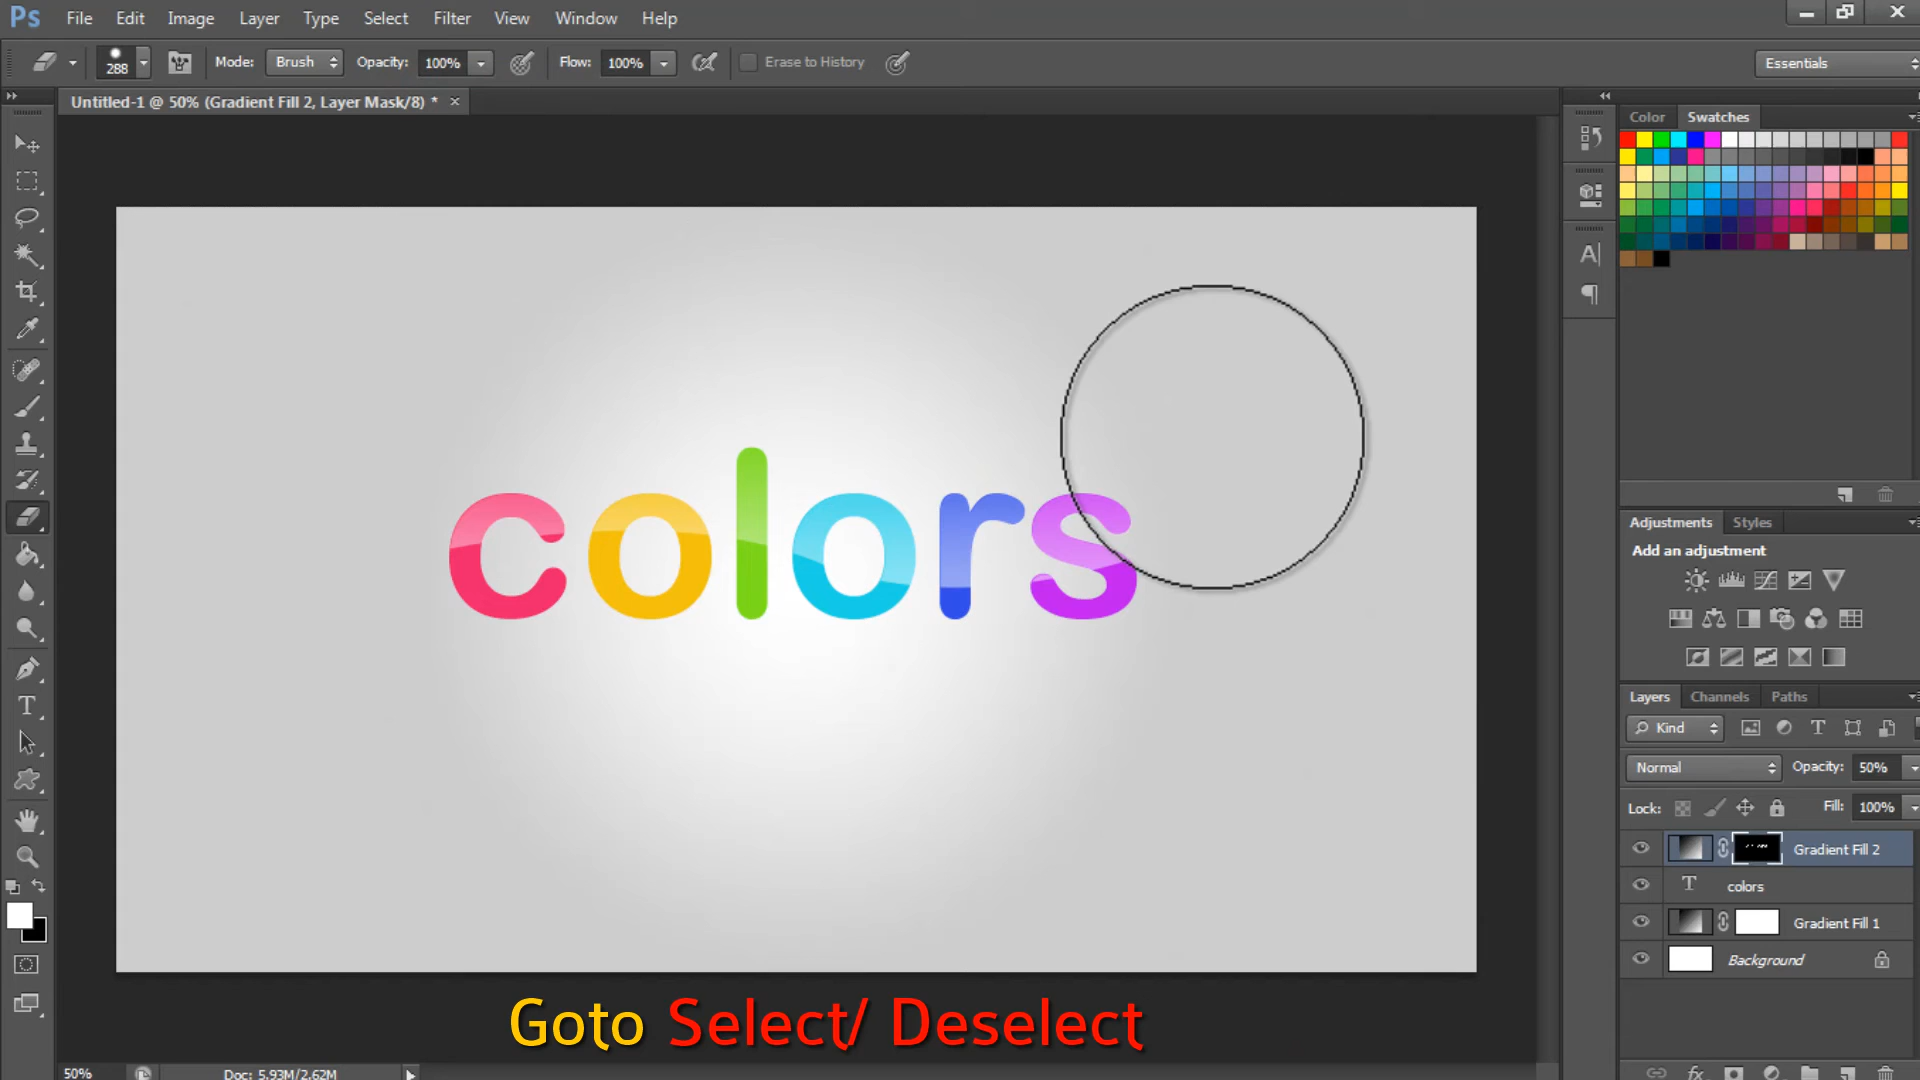 Ps File Edit Image Layer Type Select Filter View Window Help
288 Mode: Brush Opacity: 100% Flow: 100% Erase to History Essentials
Untitled-1 @ 50% (Gradient Fill 2, Layer Mask/8) *
Color Swatches
colors
Adjustments Styles
Add an adjustment
Layers Channels Paths
Kind
Normal Opacity: 50%
Lock: Fill: 100%
Gradient Fill 2
colors
Gradient Fill 1
Background
Goto Select/ Deselect
50% Doc: 5.93M/2.62M